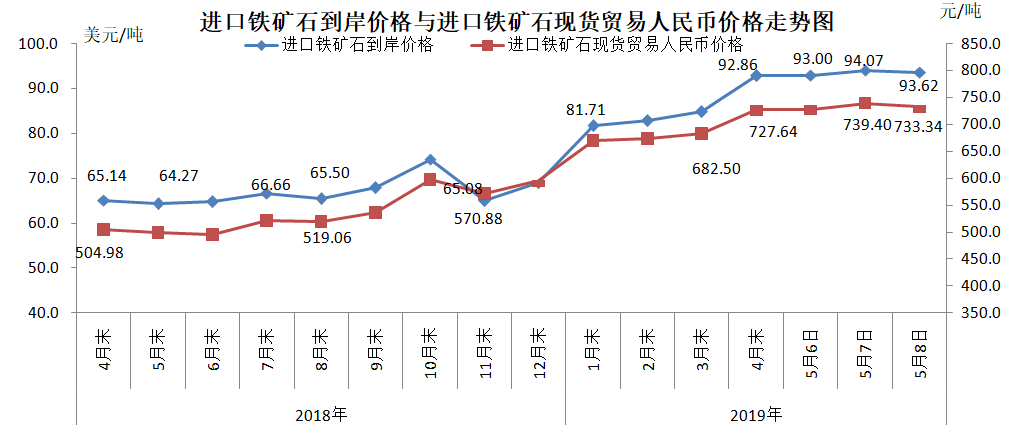 进口铁矿石到岸价格与进口铁矿石现货贸易人民币价格走势图
美元/吨
元/吨
进口铁矿石到岸价格
进口铁矿石现货贸易人民币价格
100.0
90.0
80.0
70.0
60.0
50.0
40.0
850.0
800.0
750.0
700.0
650.0
600.0
550.0
500.0
450.0
400.0
350.0
65.14
64.27
66.66
65.50
65.08
81.71
92.86
93.00
94.07
93.62
504.98
519.06
570.88
682.50
727.64
739.40
733.34
4月末
5月末
6月末
7月末
8月末
9月末
10月末
11月末
12月末
1月末
2月末
3月末
4月末
5月6日
5月7日
5月8日
2018年
2019年